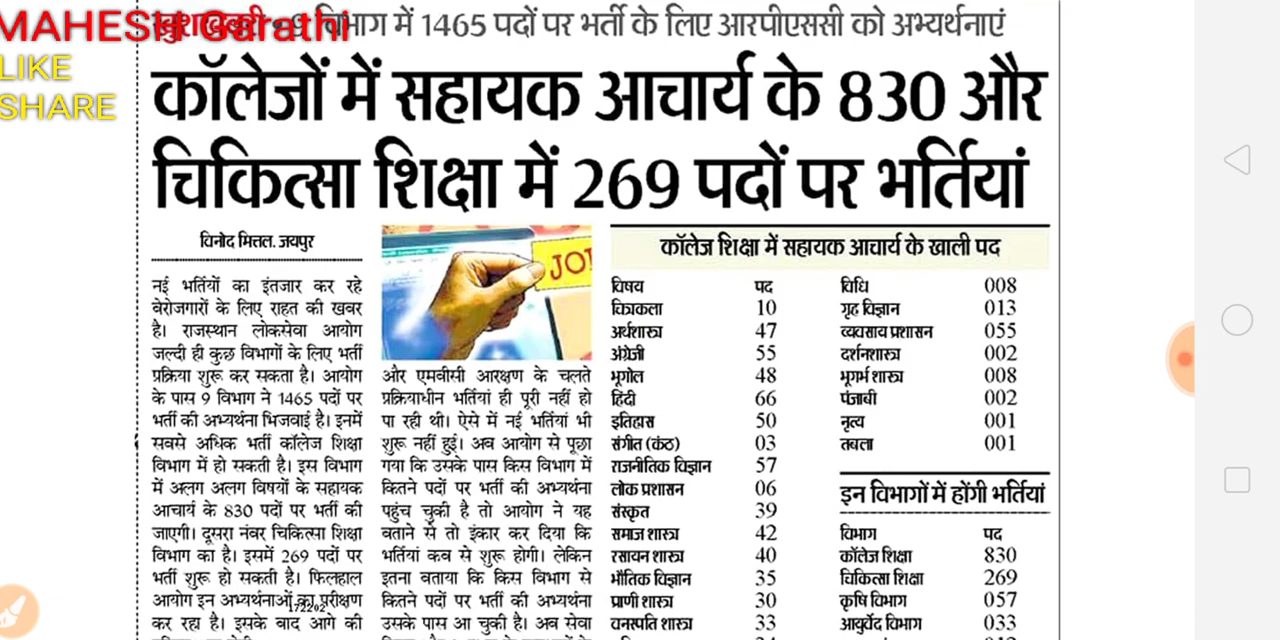 MAHESH Garathi
LIKE
SHARE
खुशखबरी - 9 विभाग में 1465 पदों पर भर्ती के लिए आरपीएससी को अभ्यर्थनाएं
कॉलेजों में सहायक आचार्य के 830 और
चिकित्सा शिक्षा में 269 पदों पर भर्तियां
विनोद मित्तल. जयपुर
नई भर्तियों का इंतजार कर रहे
बेरोजगारों के लिए राहत की खबर
है। राजस्थान लोकसेवा आयोग
जल्दी ही कुछ विभागों के लिए भर्ती
प्रक्रिया शुरू कर सकता है। आयोग
के पास 9 विभाग ने 1465 पदों पर
भर्ती की अभ्यर्थना भिजवाई है। इनमें
सबसे अधिक भर्ती कॉलेज शिक्षा
विभाग में हो सकती है। इस विभाग
में अलग अलग विषयों के सहायक
आचार्य के 830 पदों पर भर्ती की
जाएगी। दूसरा नंबर चिकित्सा शिक्षा
विभाग का है। इसमें 269 पदों पर
भर्ती शुरू हो सकती है। फिलहाल
आयोग इन अभ्यर्थनाओं का परीक्षण
कर रहा है। इसके बाद आगे की
JOB
और एमबीसी आरक्षण के चलते
प्रक्रियाधीन भर्तियां ही पूरी नहीं हो
पा रही थी। ऐसे में नई भर्तियां भी
शुरू नहीं हुई। अब आयोग से पूछा
गया कि उसके पास किस विभाग में
कितने पदों पर भर्ती की अभ्यर्थना
पहुंच चुकी है तो आयोग ने यह
बताने से तो इंकार कर दिया कि
भर्तियां कब से शुरू होगी। लेकिन
इतना बताया कि किस विभाग से
कितने पदों पर भर्ती की अभ्यर्थना
उसके पास आ चुकी है। अब सेवा
कॉलेज शिक्षा में सहायक आचार्य के खाली पद
विषय पद
चित्रकला 10
अर्थशास्त्र 47
अंग्रेजी 55
भूगोल 48
हिंदी 66
इतिहास 50
संगीत (कंठ) 03
राजनीतिक विज्ञान 57
लोक प्रशासन 06
संस्कृत 39
समाज शास्त्र 42
रसायन शास्त्र 40
भौतिक विज्ञान 35
प्राणी शास्त्र 30
वनस्पति शास्त्र 33
विधि 008
गृह विज्ञान 013
व्यवसाय प्रशासन 055
दर्शनशास्त्र 002
भूगर्भ शास्त्र 008
पंजाबी 002
नृत्य 001
तबला 001
इन विभागों में होंगी भर्तियां
विभाग पद
कॉलेज शिक्षा 830
चिकित्सा शिक्षा 269
कृषि विभाग 057
आयुर्वेद विभाग 033